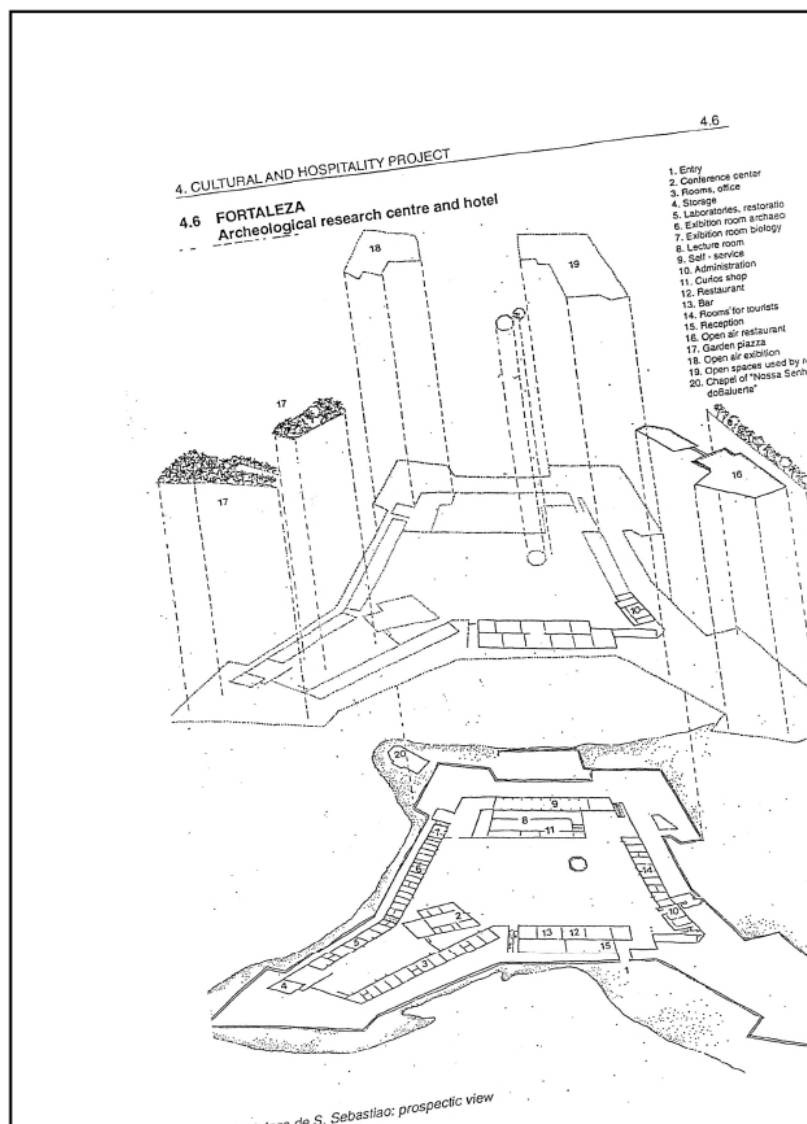 4.6
4. CULTURAL AND HOSPITALITY PROJECT
4.6 FORTALEZA
Archeological research centre and hotel
1. Entry
2. Conference center
3. Rooms, office
4. Storage
5. Laboratories, restoratio
6. Exibition room archaeo
7. Exibition room biology
8. Lecture room
9. Self - service
10. Administration
11. Curios shop
12. Restaurant
13. Bar
14. Rooms for tourists
15. Reception
16. Open air restaurant
17. Garden piazza
18. Open air exibition
19. Open spaces used by r
20. Chapel of "Nossa Senh
doBaluerte"
18
19
17
17
16
20
9
8
11
7
6
14
2
10
5
13 12
3
15
4
1
de S. Sebastiao: prospectic view